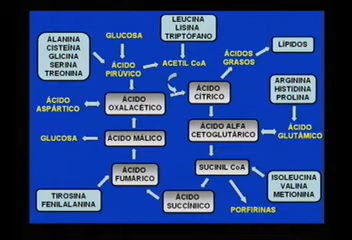 LEUCINA
LISINA
TRIPTOFANO
ALANINA
CISTEÍNA
GLICINA
SERINA
TREONINA
GLUCOSA
ÁCIDO
PIRÚVICO
ACETIL CoA
ÁCIDOS
GRASOS
LÍPIDOS
ÁCIDO
ASPÁRTICO
ÁCIDO
OXALACÉTICO
ÁCIDO
CÍTRICO
ARGININA
HISTIDINA
PROLINA
GLUCOSA
ÁCIDO MÁLICO
ÁCIDO ALFA
CETOGLUTÁRICO
ÁCIDO
GLUTÁMICO
ÁCIDO
FUMÁRICO
SUCINIL CoA
TIROSINA
FENILALANINA
ÁCIDO
SUCCÍNICO
PORFIRINAS
ISOLEUCINA
VALINA
METIONINA